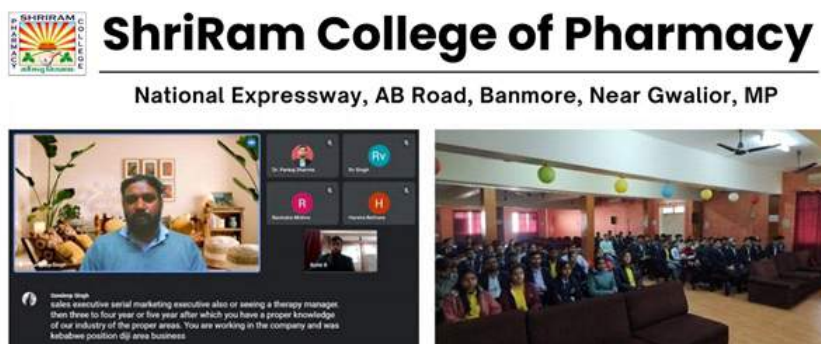 SHRIRAM
PHARMACY
COLLEGE
ShriRam College of Pharmacy
National Expressway, AB Road, Banmore, Near Gwalior, MP
Dr. Pankaj Sharma
Rv
Rv Singh
R
H
Sandeep Singh
sales executive serial marketing executive also or seeing a therapy manager.
then three to four year or five year after which you have a proper knowledge
of our industry of the proper areas. You are working in the company and was
kebabwe position diji area business